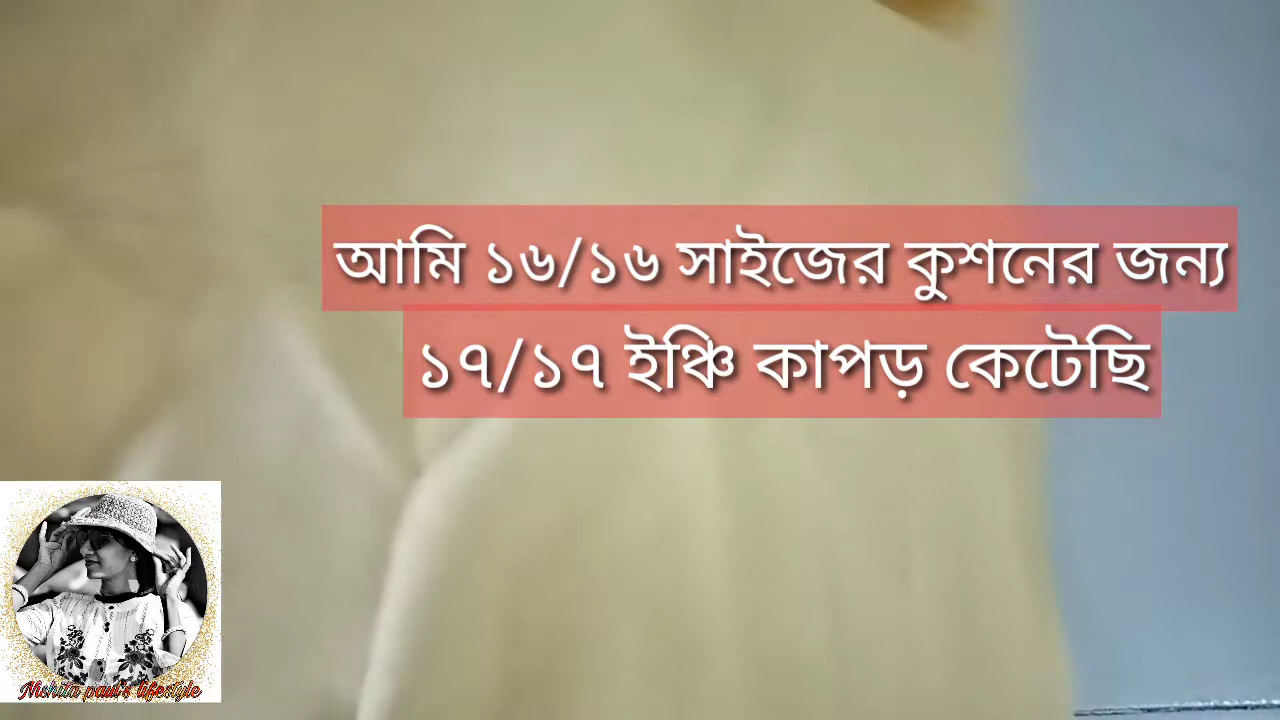 আমি ১৬/১৬ সাইজের কুশনের জন্য
১৭/১৭ ইঞ্চি কাপড় কেটেছি
Nishita paul's lifestyle